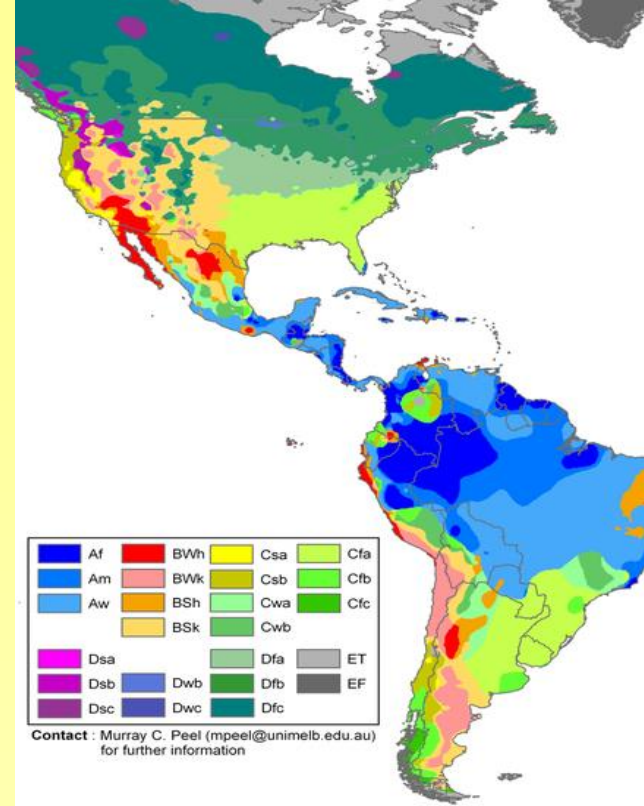 Af BWh Csa Cfa
Am BWk Csb Cfb
Aw BSh Cwa Cfc
BSk Cwb
Dsa Dfa ET
Dsb Dwb Dfb EF
Dsc Dwc Dfc
Contact : Murray C. Peel (mpeel@unimelb.edu.au)
for further information